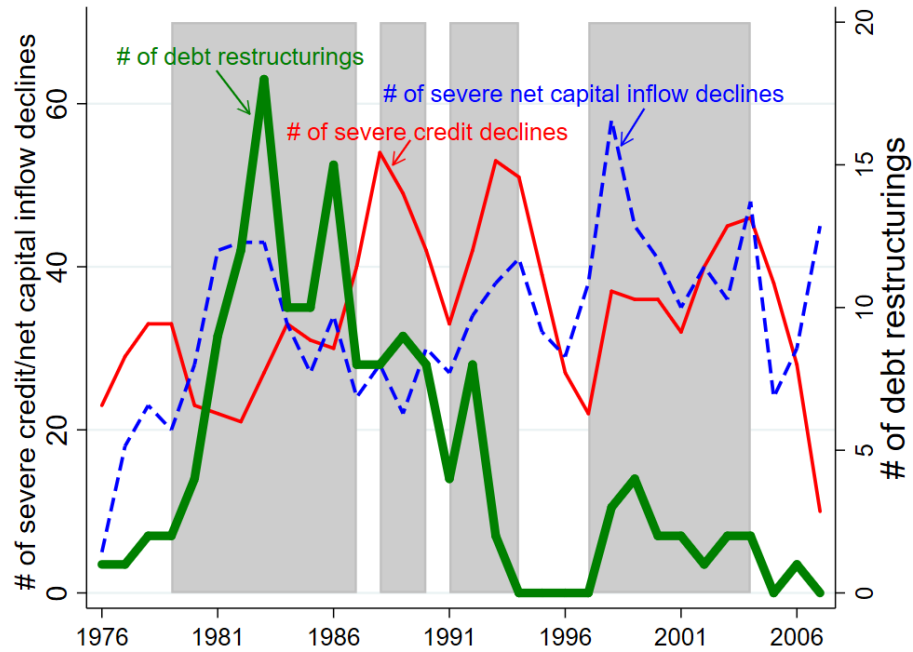 # of debt restructurings
# of severe net capital inflow declines
# of severe credit declines
# of severe credit/net capital inflow declines
60
40
20
0
20
15
10
5
0
# of debt restructurings
1976 1981 1986 1991 1996 2001 2006